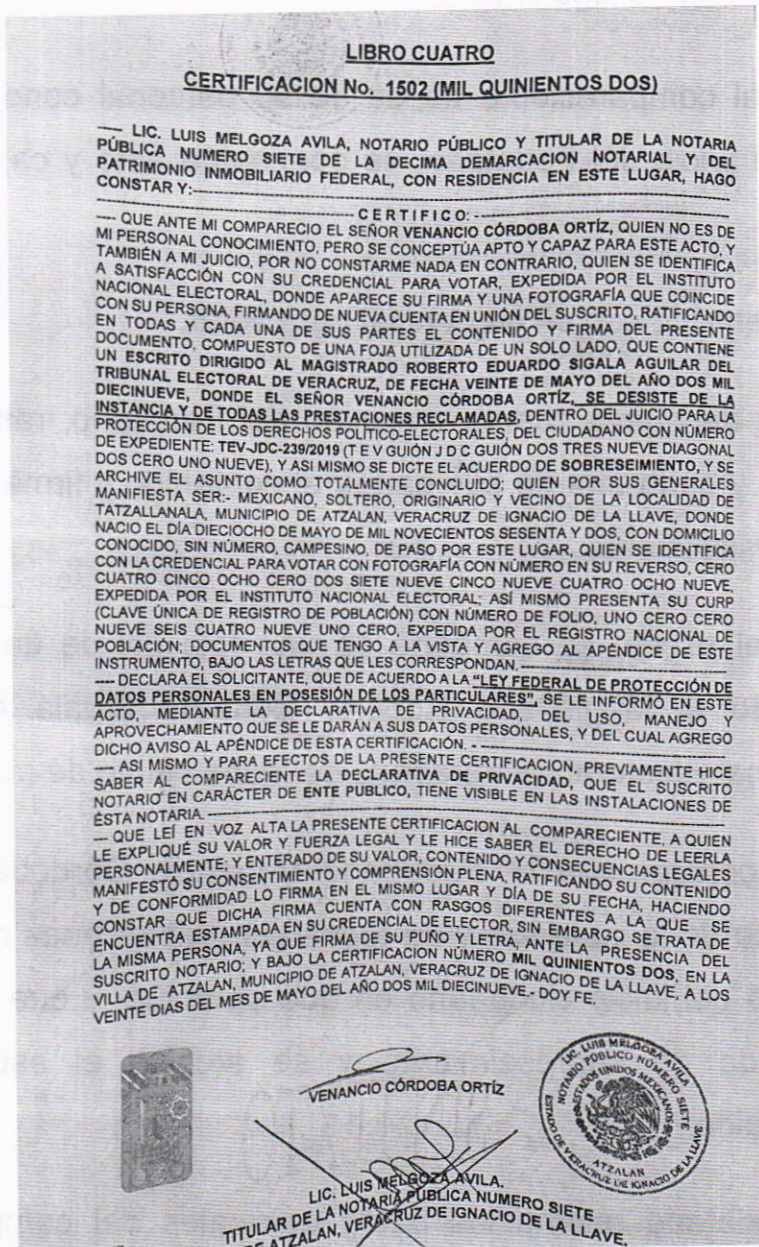 LIBRO CUATRO
CERTIFICACION No. 1502 (MIL QUINIENTOS DOS)
---- LIC. LUIS MELGOZA AVILA, NOTARIO PÚBLICO Y TITULAR DE LA NOTARIA
PÚBLICA NUMERO SIETE DE LA DECIMA DEMARCACION NOTARIAL Y DEL
PATRIMONIO INMOBILIARIO FEDERAL, CON RESIDENCIA EN ESTE LUGAR, HAGO
CONSTAR Y:------------------------------
------------------------------ C E R T I F I C O: ------------------------------
---- QUE ANTE MI COMPARECIO EL SEÑOR VENANCIO CÓRDOBA ORTÍZ, QUIEN NO ES DE
MI PERSONAL CONOCIMIENTO, PERO SE CONCEPTÚA APTO Y CAPAZ PARA ESTE ACTO, Y
TAMBIÉN A MI JUICIO, POR NO CONSTARME NADA EN CONTRARIO, QUIEN SE IDENTIFICA
A SATISFACCIÓN CON SU CREDENCIAL PARA VOTAR, EXPEDIDA POR EL INSTITUTO
NACIONAL ELECTORAL, DONDE APARECE SU FIRMA Y UNA FOTOGRAFÍA QUE COINCIDE
CON SU PERSONA, FIRMANDO DE NUEVA CUENTA EN UNIÓN DEL SUSCRITO, RATIFICANDO
EN TODAS Y CADA UNA DE SUS PARTES EL CONTENIDO Y FIRMA DEL PRESENTE
DOCUMENTO, COMPUESTO DE UNA FOJA UTILIZADA DE UN SOLO LADO, QUE CONTIENE
UN ESCRITO DIRIGIDO AL MAGISTRADO ROBERTO EDUARDO SIGALA AGUILAR DEL
TRIBUNAL ELECTORAL DE VERACRUZ, DE FECHA VEINTE DE MAYO DEL AÑO DOS MIL
DIECINUEVE, DONDE EL SEÑOR VENANCIO CÓRDOBA ORTÍZ, SE DESISTE DE LA
INSTANCIA Y DE TODAS LAS PRESTACIONES RECLAMADAS, DENTRO DEL JUICIO PARA LA
PROTECCIÓN DE LOS DERECHOS POLÍTICO-ELECTORALES, DEL CIUDADANO CON NÚMERO
DE EXPEDIENTE: TEV-JDC-239/2019 (T E V GUIÓN J D C GUIÓN DOS TRES NUEVE DIAGONAL
DOS CERO UNO NUEVE), Y ASI MISMO SE DICTE EL ACUERDO DE SOBRESEIMIENTO, Y SE
ARCHIVE EL ASUNTO COMO TOTALMENTE CONCLUIDO; QUIEN POR SUS GENERALES
MANIFIESTA SER:- MEXICANO, SOLTERO, ORIGINARIO Y VECINO DE LA LOCALIDAD DE
TATZALLANALA, MUNICIPIO DE ATZALAN, VERACRUZ DE IGNACIO DE LA LLAVE, DONDE
NACIO EL DÍA DIECIOCHO DE MAYO DE MIL NOVECIENTOS SESENTA Y DOS, CON DOMICILIO
CONOCIDO, SIN NÚMERO, CAMPESINO, DE PASO POR ESTE LUGAR, QUIEN SE IDENTIFICA
CON LA CREDENCIAL PARA VOTAR CON FOTOGRAFÍA CON NÚMERO EN SU REVERSO, CERO
CUATRO CINCO OCHO CERO DOS SIETE NUEVE CINCO NUEVE CUATRO OCHO NUEVE,
EXPEDIDA POR EL INSTITUTO NACIONAL ELECTORAL; ASÍ MISMO PRESENTA SU CURP
(CLAVE ÚNICA DE REGISTRO DE POBLACIÓN) CON NÚMERO DE FOLIO, UNO CERO CERO
NUEVE SEIS CUATRO NUEVE UNO CERO, EXPEDIDA POR EL REGISTRO NACIONAL DE
POBLACIÓN; DOCUMENTOS QUE TENGO A LA VISTA Y AGREGO AL APÉNDICE DE ESTE
INSTRUMENTO, BAJO LAS LETRAS QUE LES CORRESPONDAN. ------------------------------
---- DECLARA EL SOLICITANTE, QUE DE ACUERDO A LA "LEY FEDERAL DE PROTECCIÓN DE
DATOS PERSONALES EN POSESIÓN DE LOS PARTICULARES", SE LE INFORMÓ EN ESTE
ACTO, MEDIANTE LA DECLARATIVA DE PRIVACIDAD, DEL USO, MANEJO Y
APROVECHAMIENTO QUE SE LE DARÁN A SUS DATOS PERSONALES, Y DEL CUAL AGREGO
DICHO AVISO AL APÉNDICE DE ESTA CERTIFICACIÓN. - ------------------------------
---- ASI MISMO Y PARA EFECTOS DE LA PRESENTE CERTIFICACION, PREVIAMENTE HICE
SABER AL COMPARECIENTE LA DECLARATIVA DE PRIVACIDAD, QUE EL SUSCRITO
NOTARIO EN CARÁCTER DE ENTE PUBLICO, TIENE VISIBLE EN LAS INSTALACIONES DE
ÉSTA NOTARIA. ------------------------------
---- QUE LEÍ EN VOZ ALTA LA PRESENTE CERTIFICACION AL COMPARECIENTE, A QUIEN
LE EXPLIQUÉ SU VALOR Y FUERZA LEGAL Y LE HICE SABER EL DERECHO DE LEERLA
PERSONALMENTE; Y ENTERADO DE SU VALOR, CONTENIDO Y CONSECUENCIAS LEGALES
MANIFESTÓ SU CONSENTIMIENTO Y COMPRENSIÓN PLENA, RATIFICANDO SU CONTENIDO
Y DE CONFORMIDAD LO FIRMA EN EL MISMO LUGAR Y DÍA DE SU FECHA, HACIENDO
CONSTAR QUE DICHA FIRMA CUENTA CON RASGOS DIFERENTES A LA QUE SE
ENCUENTRA ESTAMPADA EN SU CREDENCIAL DE ELECTOR, SIN EMBARGO SE TRATA DE
LA MISMA PERSONA, YA QUE FIRMA DE SU PUÑO Y LETRA, ANTE LA PRESENCIA DEL
SUSCRITO NOTARIO; Y BAJO LA CERTIFICACION NÚMERO MIL QUINIENTOS DOS, EN LA
VILLA DE ATZALAN, MUNICIPIO DE ATZALAN, VERACRUZ DE IGNACIO DE LA LLAVE, A LOS
VEINTE DIAS DEL MES DE MAYO DEL AÑO DOS MIL DIECINUEVE.- DOY FE.
VENANCIO CÓRDOBA ORTÍZ
LIC. LUIS MELGOZA AVILA
NOTARIO PÚBLICO NÚMERO SIETE
ESTADOS UNIDOS MEXICANOS
ATZALAN
ESTADO DE VERACRUZ DE IGNACIO DE LA LLAVE
LIC. LUIS MELGOZA AVILA.
TITULAR DE LA NOTARÍA PÚBLICA NUMERO SIETE
DE ATZALAN, VERACRUZ DE IGNACIO DE LA LLAVE.